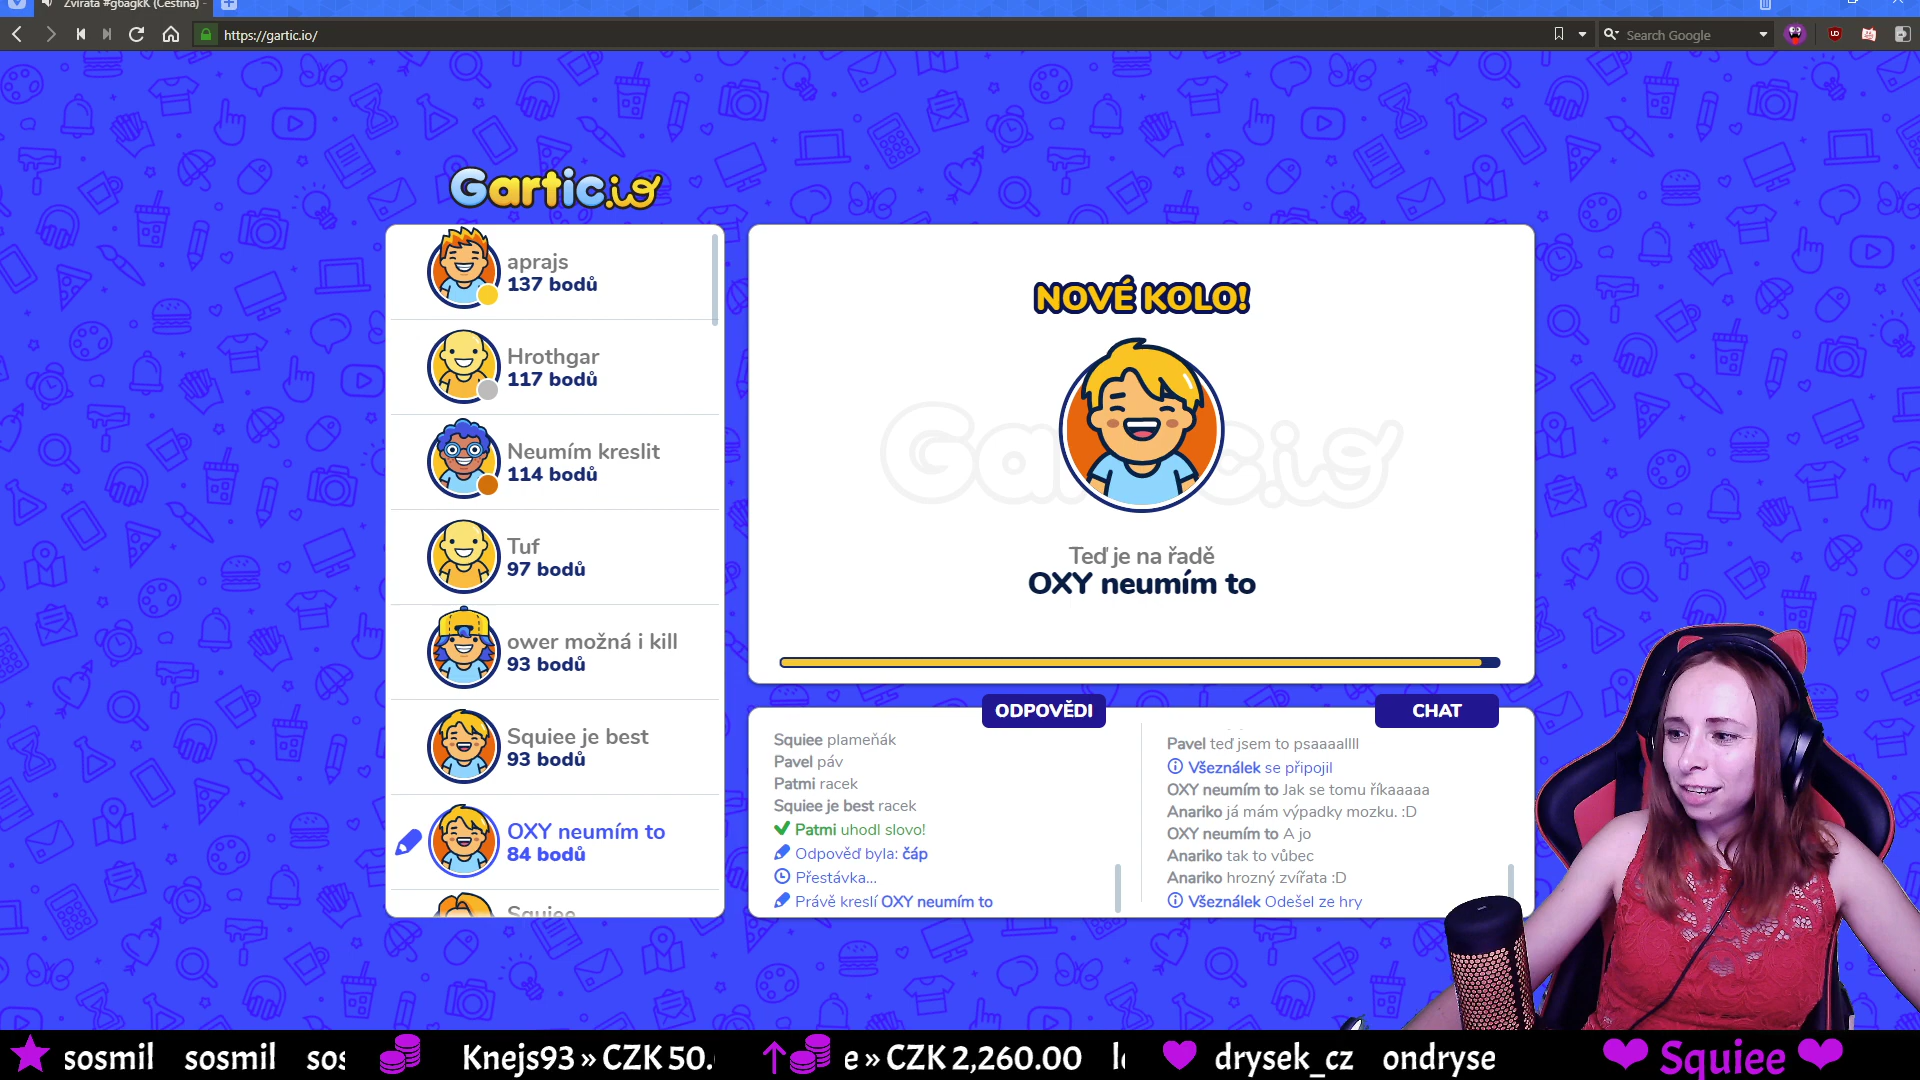 Zvířata #g6agkK (Čeština) -
https://gartic.io/
Search Google
Gartic.io
aprajs
137 bodů
Hrothgar
117 bodů
Neumím kreslit
114 bodů
Tuf
97 bodů
ower možná i kill
93 bodů
Squiee je best
93 bodů
OXY neumím to
84 bodů
Squiee
NOVÉ KOLO!
Teď je na řadě
OXY neumím to
ODPOVĚDI
Squiee plameňák
Pavel páv
Patmi racek
Squiee je best racek
Patmi uhodl slovo!
Odpověď byla: čáp
Přestávka...
Právě kreslí OXY neumím to
CHAT
Pavel teď jsem to psaaaallll
Všeználek se připojil
OXY neumím to Jak se tomu říkaaaaa
Anariko já mám výpadky mozku. :D
OXY neumím to A jo
Anariko tak to vůbec
Anariko hrozný zvířata :D
Všeználek Odešel ze hry
sosmil sosmil sos
Knejs93 » CZK 50.
e » CZK 2,260.00
drysek_cz ondryse
Squiee